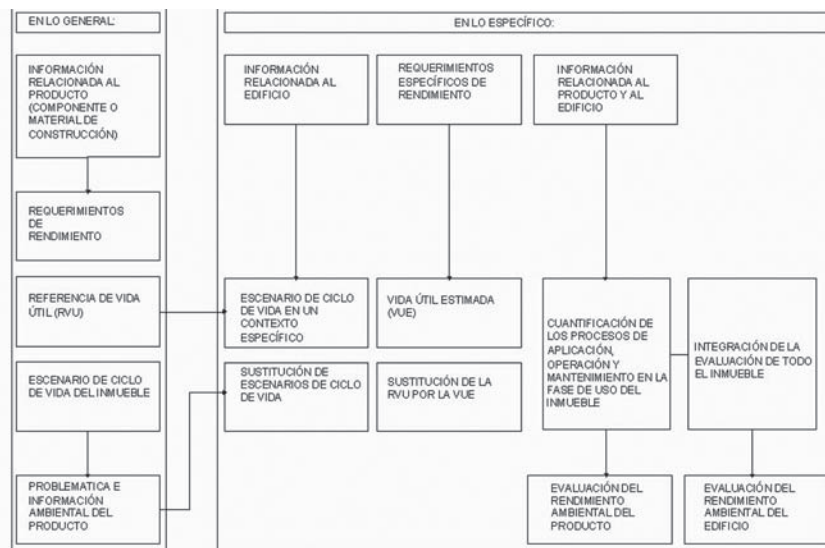 EN LO GENERAL:
EN LO ESPECÍFICO:
INFORMACIÓN
RELACIONADA AL
PRODUCTO
(COMPONENTE O
MATERIAL DE
CONSTRUCCIÓN)
INFORMACIÓN
RELACIONADA AL
EDIFICIO
REQUERIMIENTOS
ESPECÍFICOS DE
RENDIMIENTO
INFORMACIÓN
RELACIONADA AL
PRODUCTO Y AL
EDIFICIO
REQUERIMIENTOS
DE
RENDIMIENTO
REFERENCIA DE VIDA
ÚTIL (RVU)
ESCENARIO DE CICLO
DE VIDA EN UN
CONTEXTO
ESPECÍFICO
VIDA ÚTIL ESTIMADA
(VUE)
CUANTIFICACIÓN DE
LOS PROCESOS DE
APLICACIÓN,
OPERACIÓN Y
MANTENIMIENTO EN LA
FASE DE USO DEL
INMUEBLE
INTEGRACIÓN DE LA
EVALUACIÓN DE TODO
EL INMUEBLE
ESCENARIO DE CICLO
DE VIDA DEL INMUEBLE
SUSTITUCIÓN DE
ESCENARIOS DE CICLO
DE VIDA
SUSTITUCIÓN DE LA
RVU POR LA VUE
PROBLEMATICA E
INFORMACIÓN
AMBIENTAL DEL
PRODUCTO
EVALUACIÓN DEL
RENDIMIENTO
AMBIENTAL DEL
PRODUCTO
EVALUACIÓN DEL
RENDIMIENTO
AMBIENTAL DEL
EDIFICIO